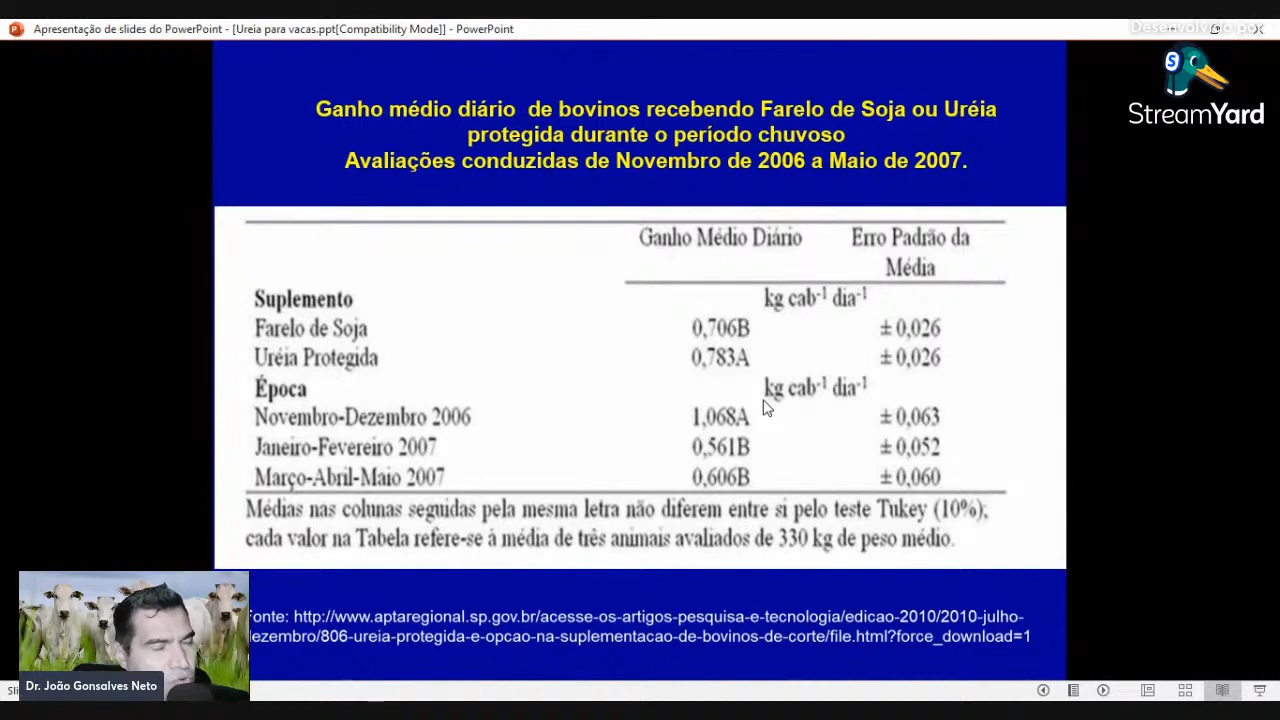 Apresentação de slides do PowerPoint - [Ureia para vacas.ppt[Compatibility Mode]] - PowerPoint
Desenvolvido por
StreamYard
Ganho médio diário de bovinos recebendo Farelo de Soja ou Uréia
protegida durante o período chuvoso
Avaliações conduzidas de Novembro de 2006 a Maio de 2007.
Ganho Médio Diário Erro Padrão da
Média
Suplemento kg cab⁻¹ dia⁻¹
Farelo de Soja 0,706B ± 0,026
Uréia Protegida 0,783A ± 0,026
Época kg cab⁻¹ dia⁻¹
Novembro-Dezembro 2006 1,068A ± 0,063
Janeiro-Fevereiro 2007 0,561B ± 0,052
Março-Abril-Maio 2007 0,606B ± 0,060
Médias nas colunas seguidas pela mesma letra não diferem entre si pelo teste Tukey (10%);
cada valor na Tabela refere-se à média de três animais avaliados de 330 kg de peso médio.
onte: http://www.aptaregional.sp.gov.br/acesse-os-artigos-pesquisa-e-tecnologia/edicao-2010/2010-julho-
ezembro/806-ureia-protegida-e-opcao-na-suplementacao-de-bovinos-de-corte/file.html?force_download=1
Dr. João Gonsalves Neto